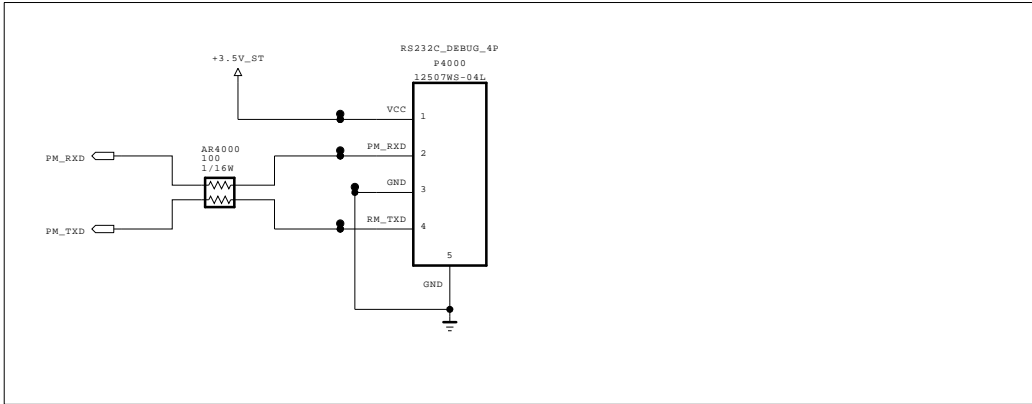 RS232C_DEBUG_4P
P4000
12507WS-04L
+3.5V_ST
VCC
1
PM_RXD
2
GND
3
RM_TXD
4
5
GND
AR4000
100
1/16W
PM_RXD
PM_TXD